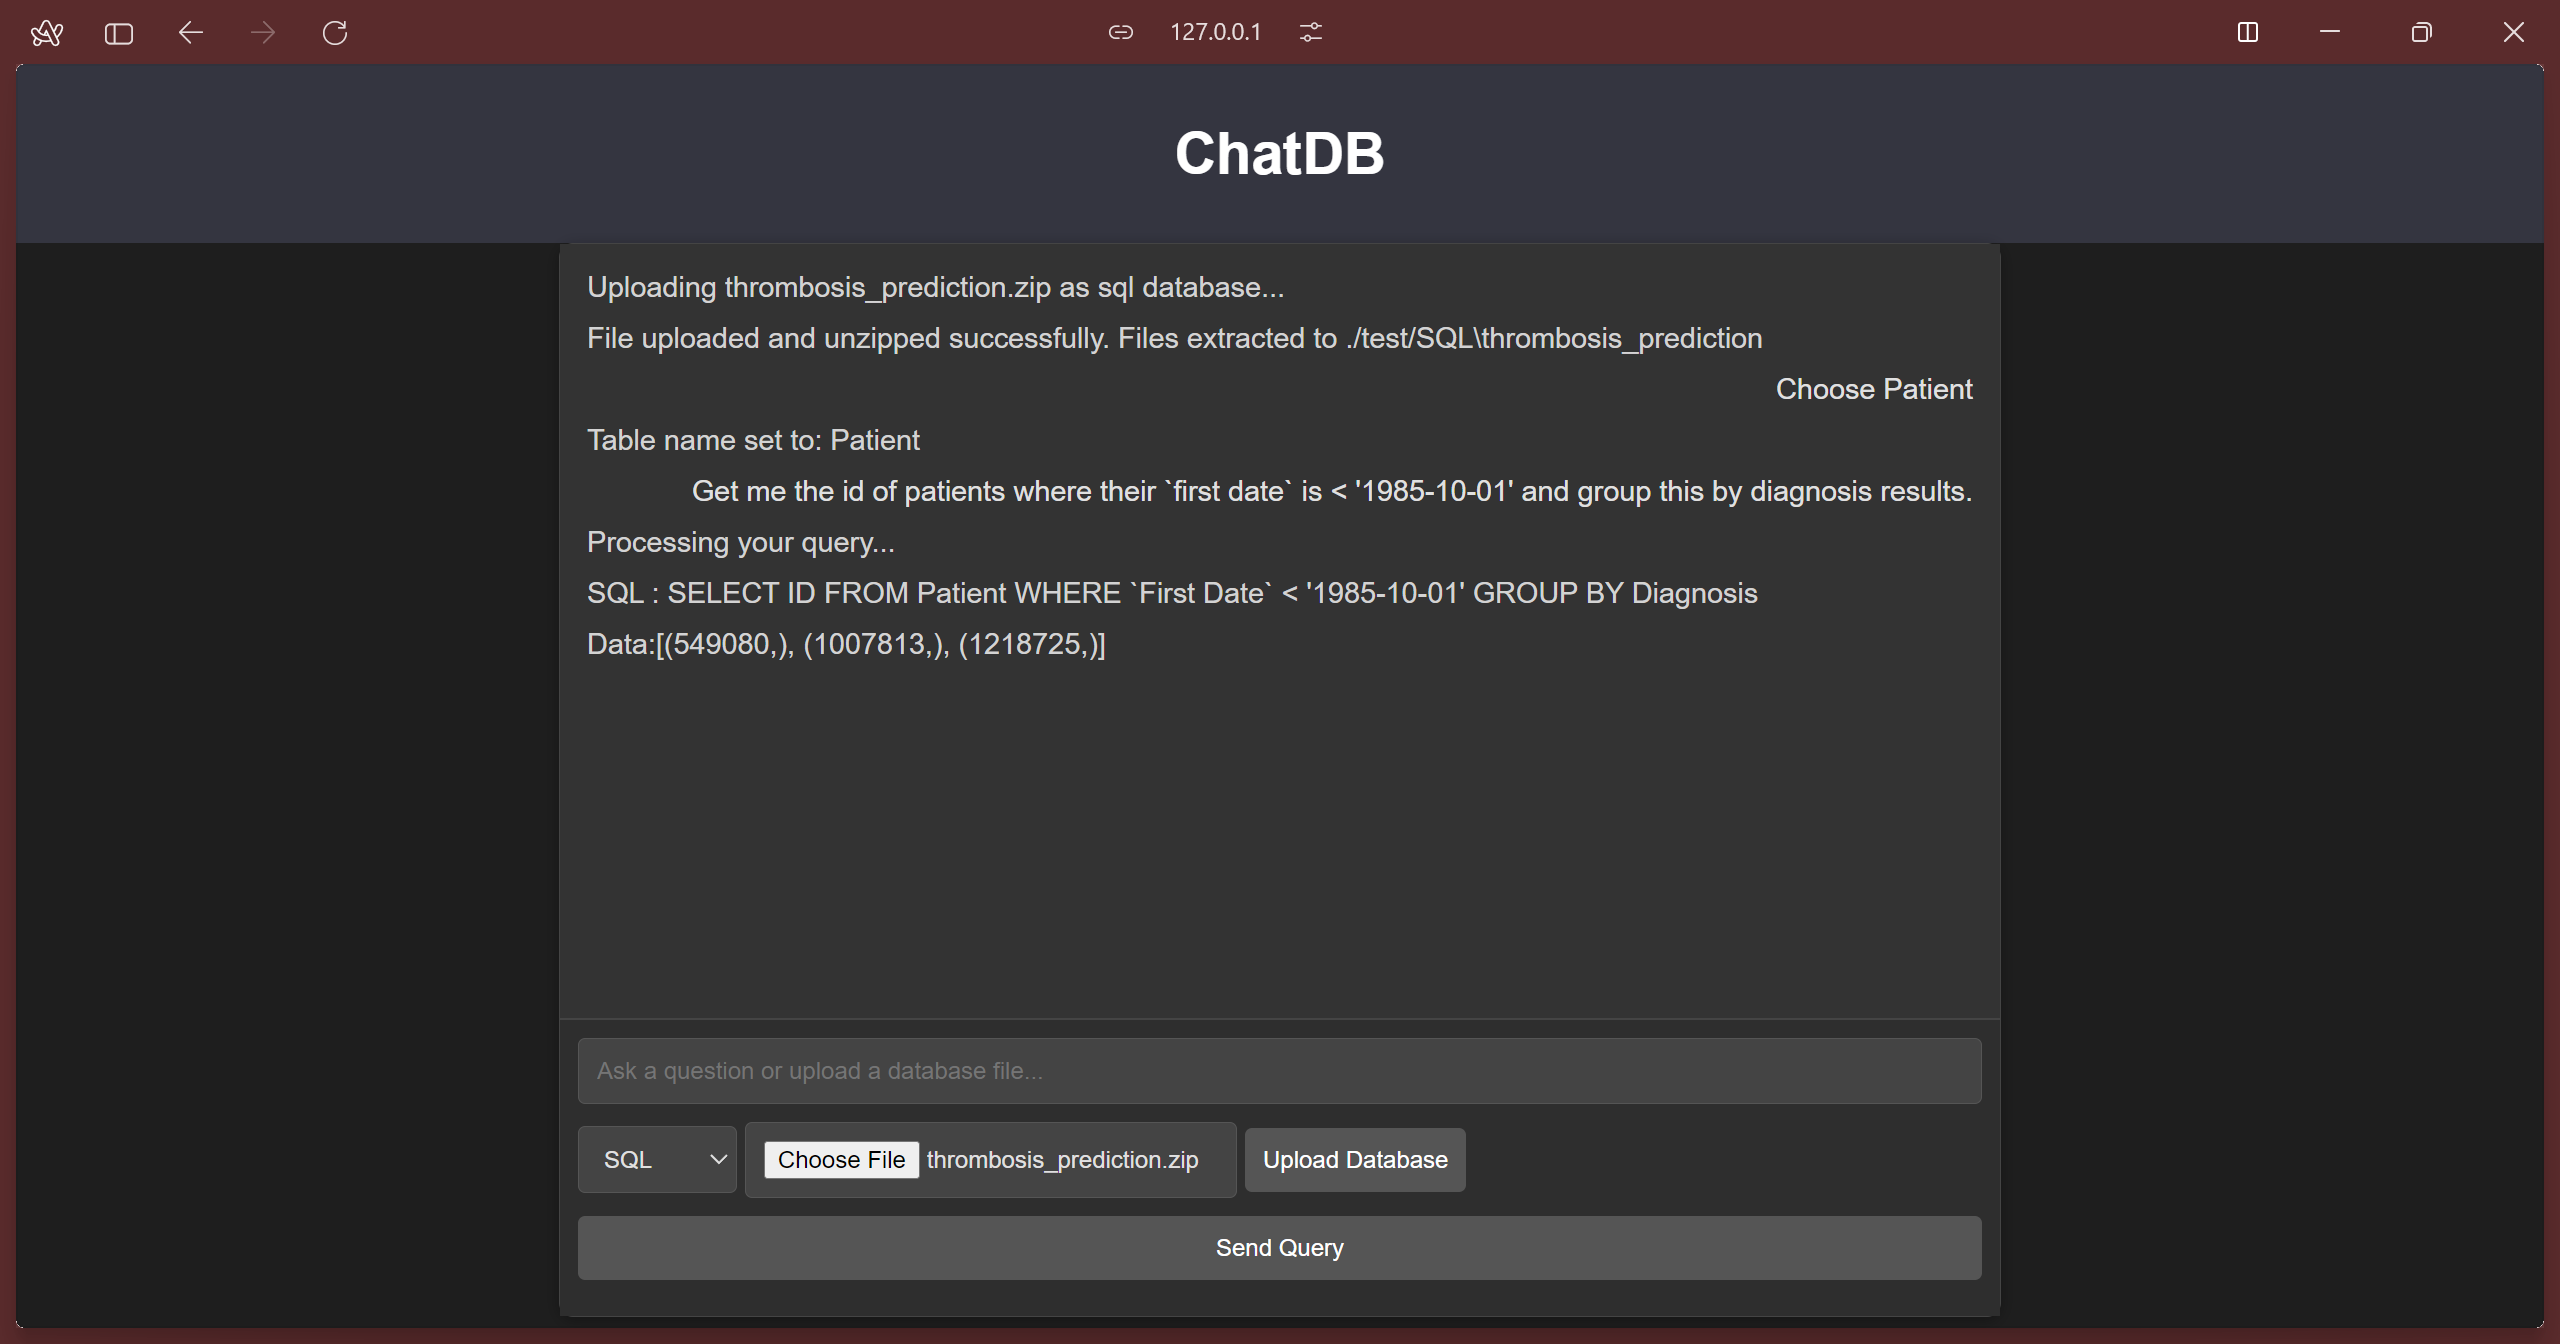 127.0.0.1
ChatDB
Uploading thrombosis_prediction.zip as sql database...
File uploaded and unzipped successfully. Files extracted to ./test/SQL\thrombosis_prediction
Choose Patient
Table name set to: Patient
Get me the id of patients where their `first date` is < '1985-10-01' and group this by diagnosis results.
Processing your query...
SQL : SELECT ID FROM Patient WHERE `First Date` < '1985-10-01' GROUP BY Diagnosis
Data:[(549080,), (1007813,), (1218725,)]
Ask a question or upload a database file...
SQL Choose File thrombosis_prediction.zip Upload Database
Send Query